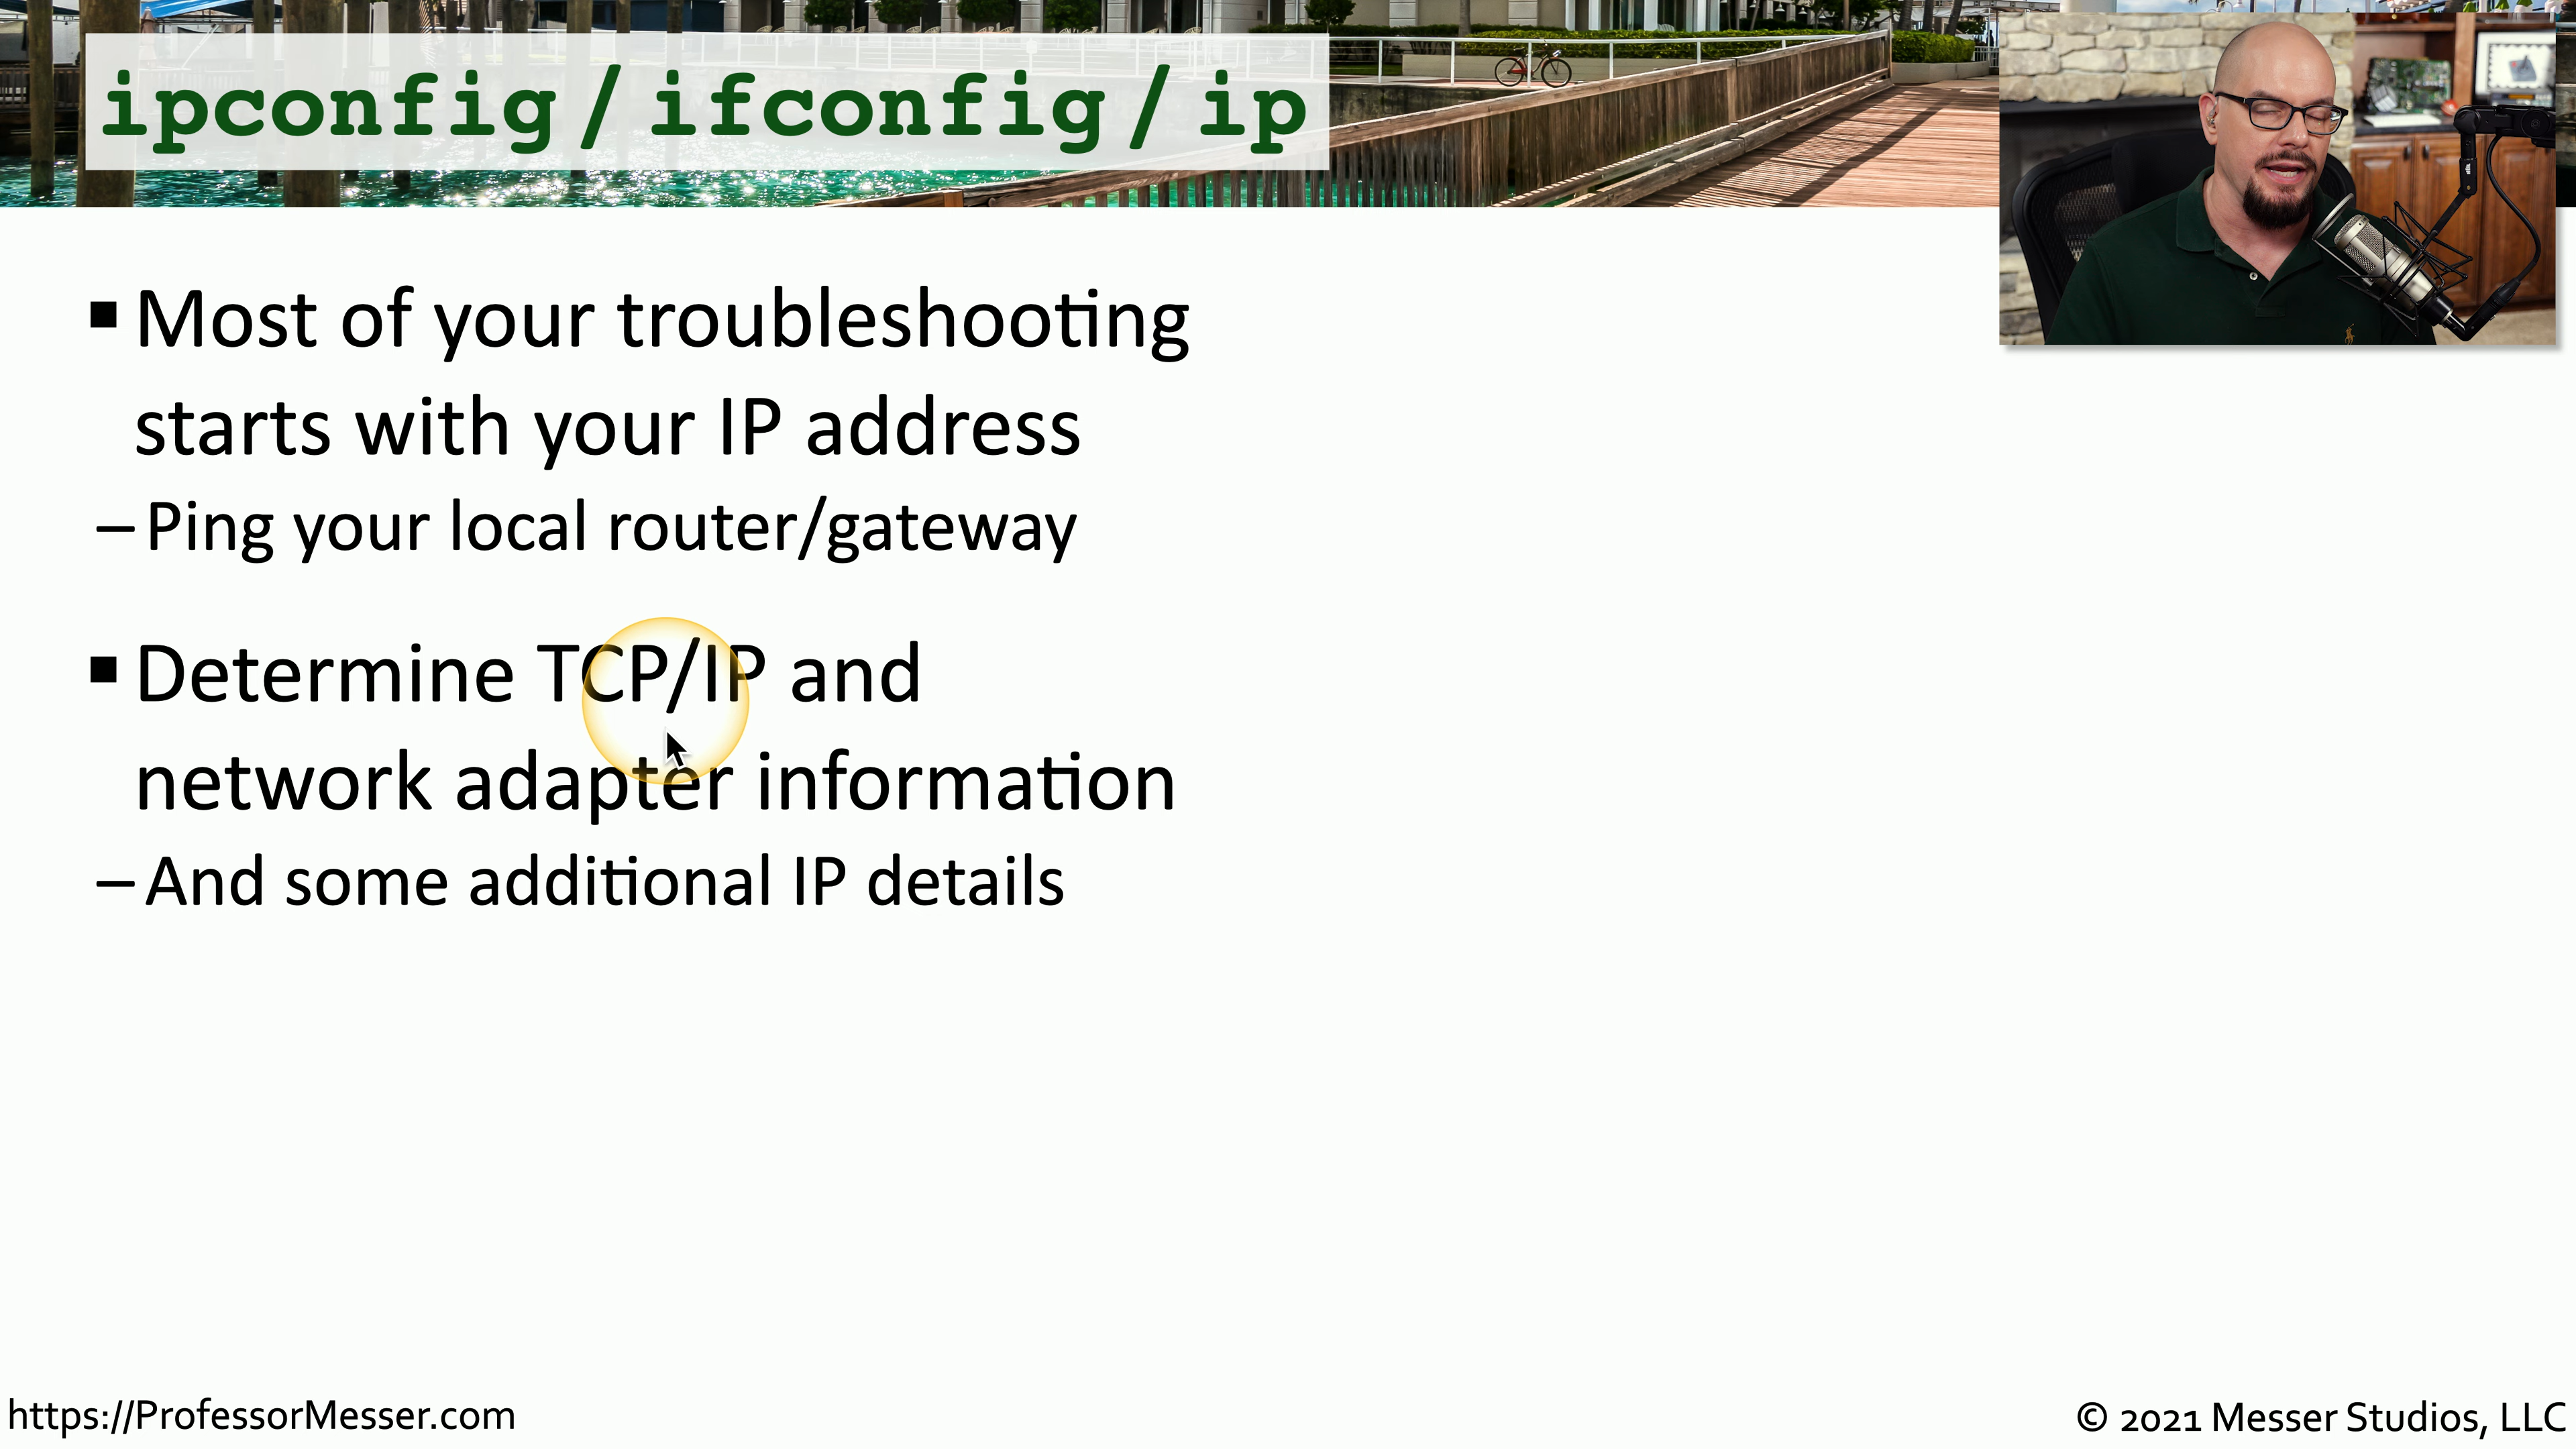 ipconfig / ifconfig / ip
▪ Most of your troubleshooting
starts with your IP address
– Ping your local router/gateway
▪ Determine TCP/IP and
network adapter information
– And some additional IP details
https://ProfessorMesser.com
© 2021 Messer Studios, LLC